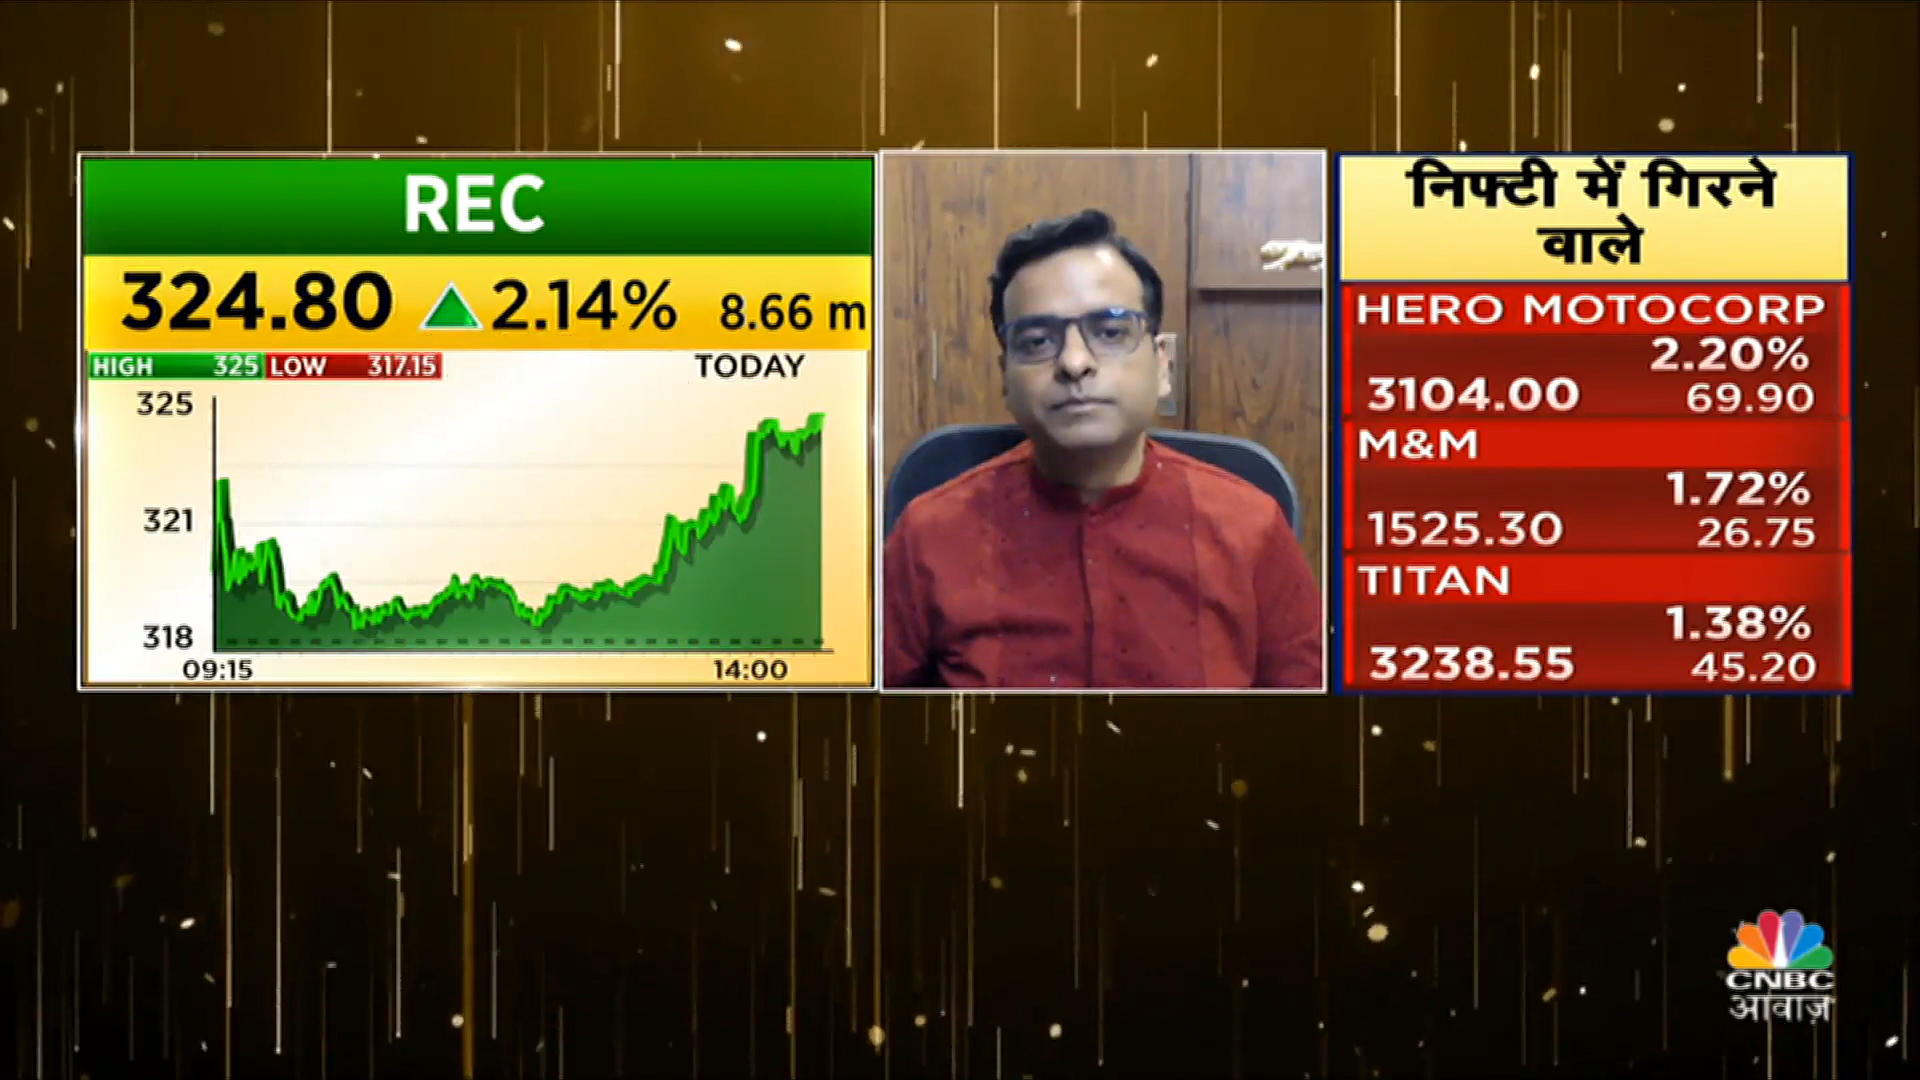 REC
324.80 ▲ 2.14% 8.66 m
HIGH 325 LOW 317.15 TODAY
325
321
318
09:15 14:00
निफ्टी में गिरने
वाले
HERO MOTOCORP
2.20%
3104.00 69.90
M&M
1.72%
1525.30 26.75
TITAN
1.38%
3238.55 45.20
CNBC
आवाज़